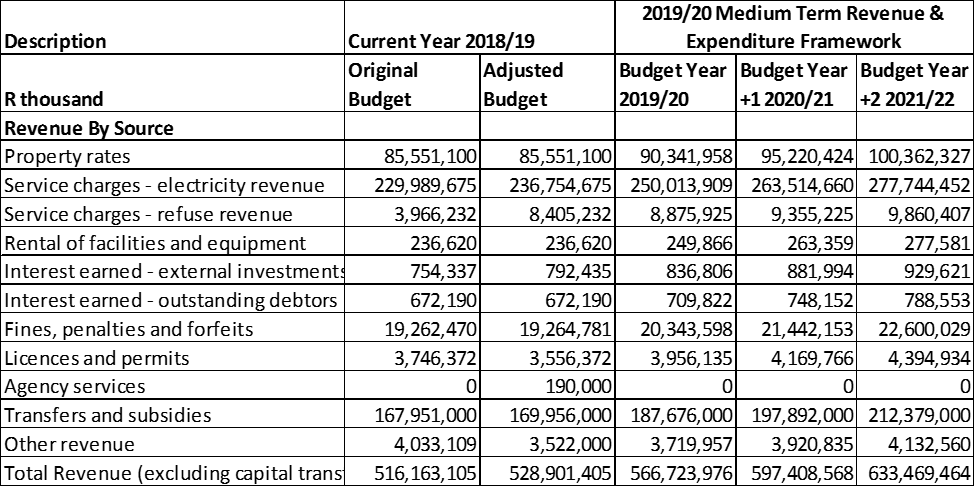 Description Current Year 2018/19 2019/20 Medium Term Revenue & Expenditure Framework
R thousand Original Budget Adjusted Budget Budget Year 2019/20 Budget Year +1 2020/21 Budget Year +2 2021/22
Revenue By Source
Property rates 85,551,100 85,551,100 90,341,958 95,220,424 100,362,327
Service charges - electricity revenue 229,989,675 236,754,675 250,013,909 263,514,660 277,744,452
Service charges - refuse revenue 3,966,232 8,405,232 8,875,925 9,355,225 9,860,407
Rental of facilities and equipment 236,620 236,620 249,866 263,359 277,581
Interest earned - external investments 754,337 792,435 836,806 881,994 929,621
Interest earned - outstanding debtors 672,190 672,190 709,822 748,152 788,553
Fines, penalties and forfeits 19,262,470 19,264,781 20,343,598 21,442,153 22,600,029
Licences and permits 3,746,372 3,556,372 3,956,135 4,169,766 4,394,934
Agency services 0 190,000 0 0 0
Transfers and subsidies 167,951,000 169,956,000 187,676,000 197,892,000 212,379,000
Other revenue 4,033,109 3,522,000 3,719,957 3,920,835 4,132,560
Total Revenue (excluding capital trans 516,163,105 528,901,405 566,723,976 597,408,568 633,469,464